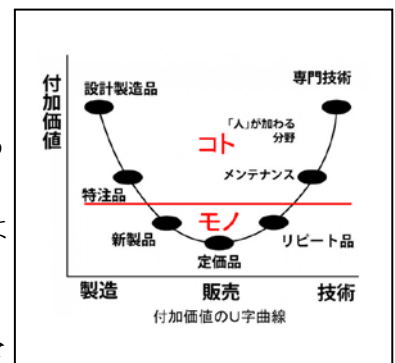 付加価値
設計製造品
専門技術
「人」が加わる
分野
コト
メンテナンス
特注品
モノ
新製品
リピート品
定価品
製造
販売
技術
付加価値のU字曲線